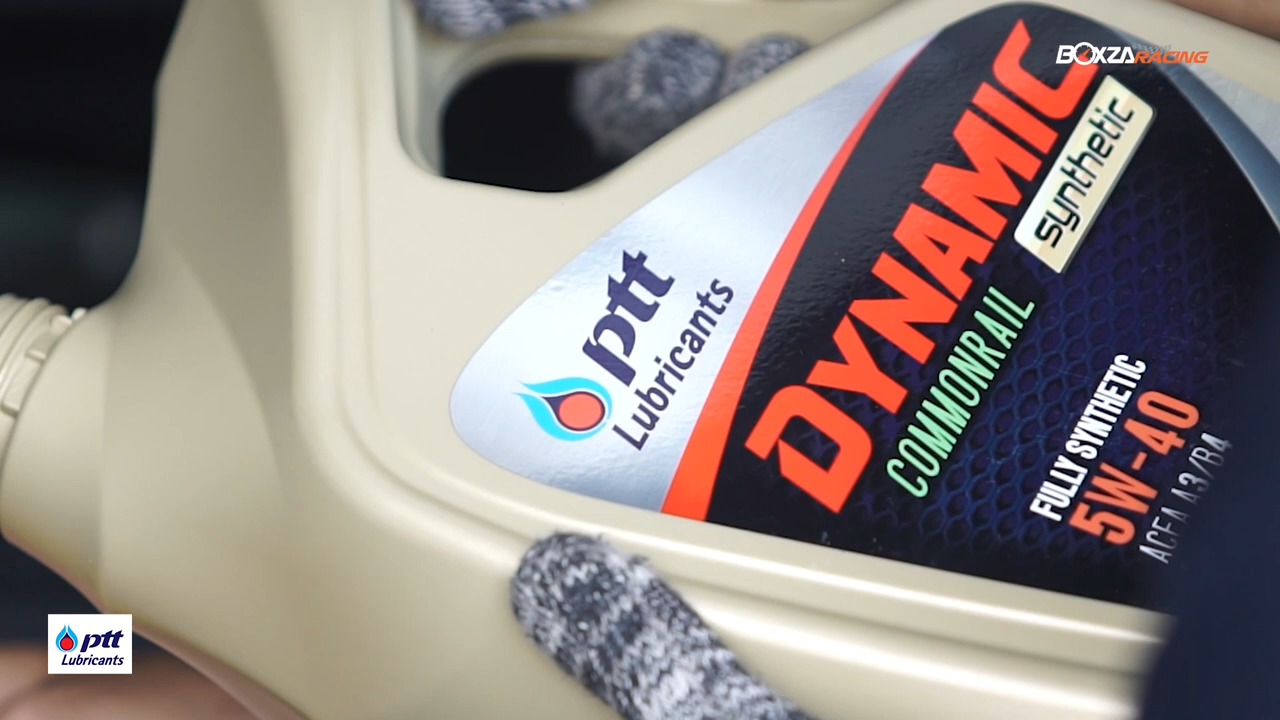 BOXZA RACING
ptt
Lubricants
DYNAMIC
synthetic
COMMONRAIL
FULLY SYNTHETIC
5W-40
ACEA A3/B4
ptt
Lubricants